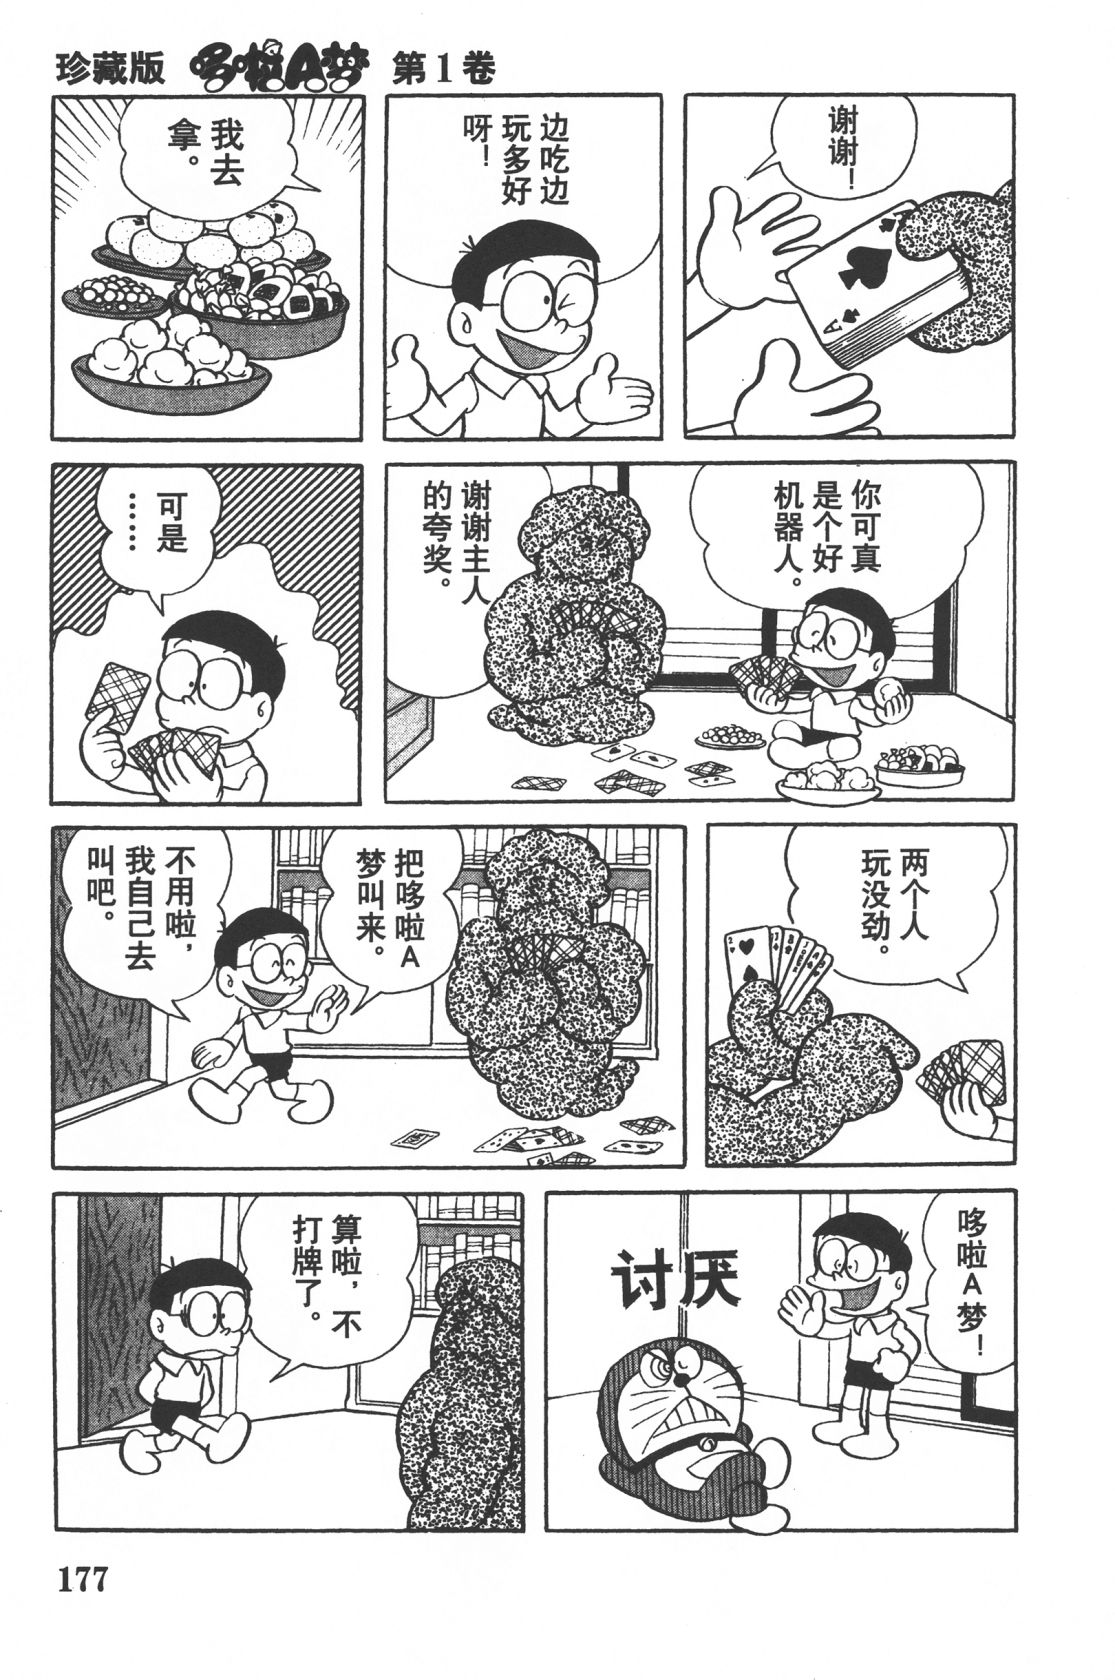 珍藏版 哆啦A梦 第1卷
谢谢！
边吃边
玩多好
呀！
我去
拿。
你可真
是个好
机器人。
谢谢主人
的夸奖。
可是
……
两个人
玩没劲。
把哆啦A
梦叫来。
不用啦，
我自己去
叫吧。
哆啦A梦！
讨厌
算啦，不
打牌了。
177